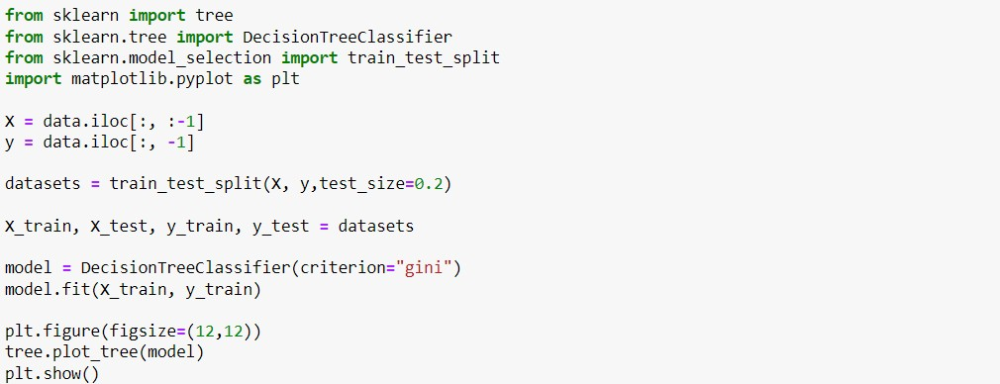 from sklearn import tree
from sklearn.tree import DecisionTreeClassifier
from sklearn.model_selection import train_test_split
import matplotlib.pyplot as plt
X = data.iloc[:, :-1]
y = data.iloc[:, -1]
datasets = train_test_split(X, y,test_size=0.2)
X_train, X_test, y_train, y_test = datasets
model = DecisionTreeClassifier(criterion="gini")
model.fit(X_train, y_train)
plt.figure(figsize=(12,12))
tree.plot_tree(model)
plt.show()